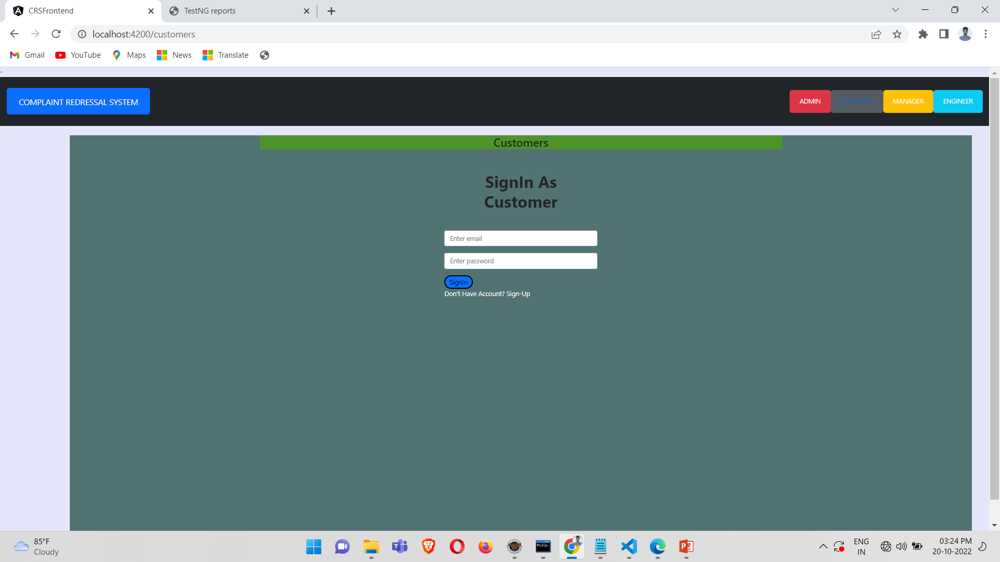 CRSFrontend
TestNG reports
localhost:4200/customers
Gmail
YouTube
Maps
News
Translate
-
COMPLAINT REDRESSAL SYSTEM
ADMIN
CUSTOMER
MANAGER
ENGINEER
Customers
SignIn As
Customer
Enter email
Enter password
SignIn
Don't Have Account? Sign-Up
85°F
Cloudy
MySQL
ENG
IN
03:24 PM
20-10-2022